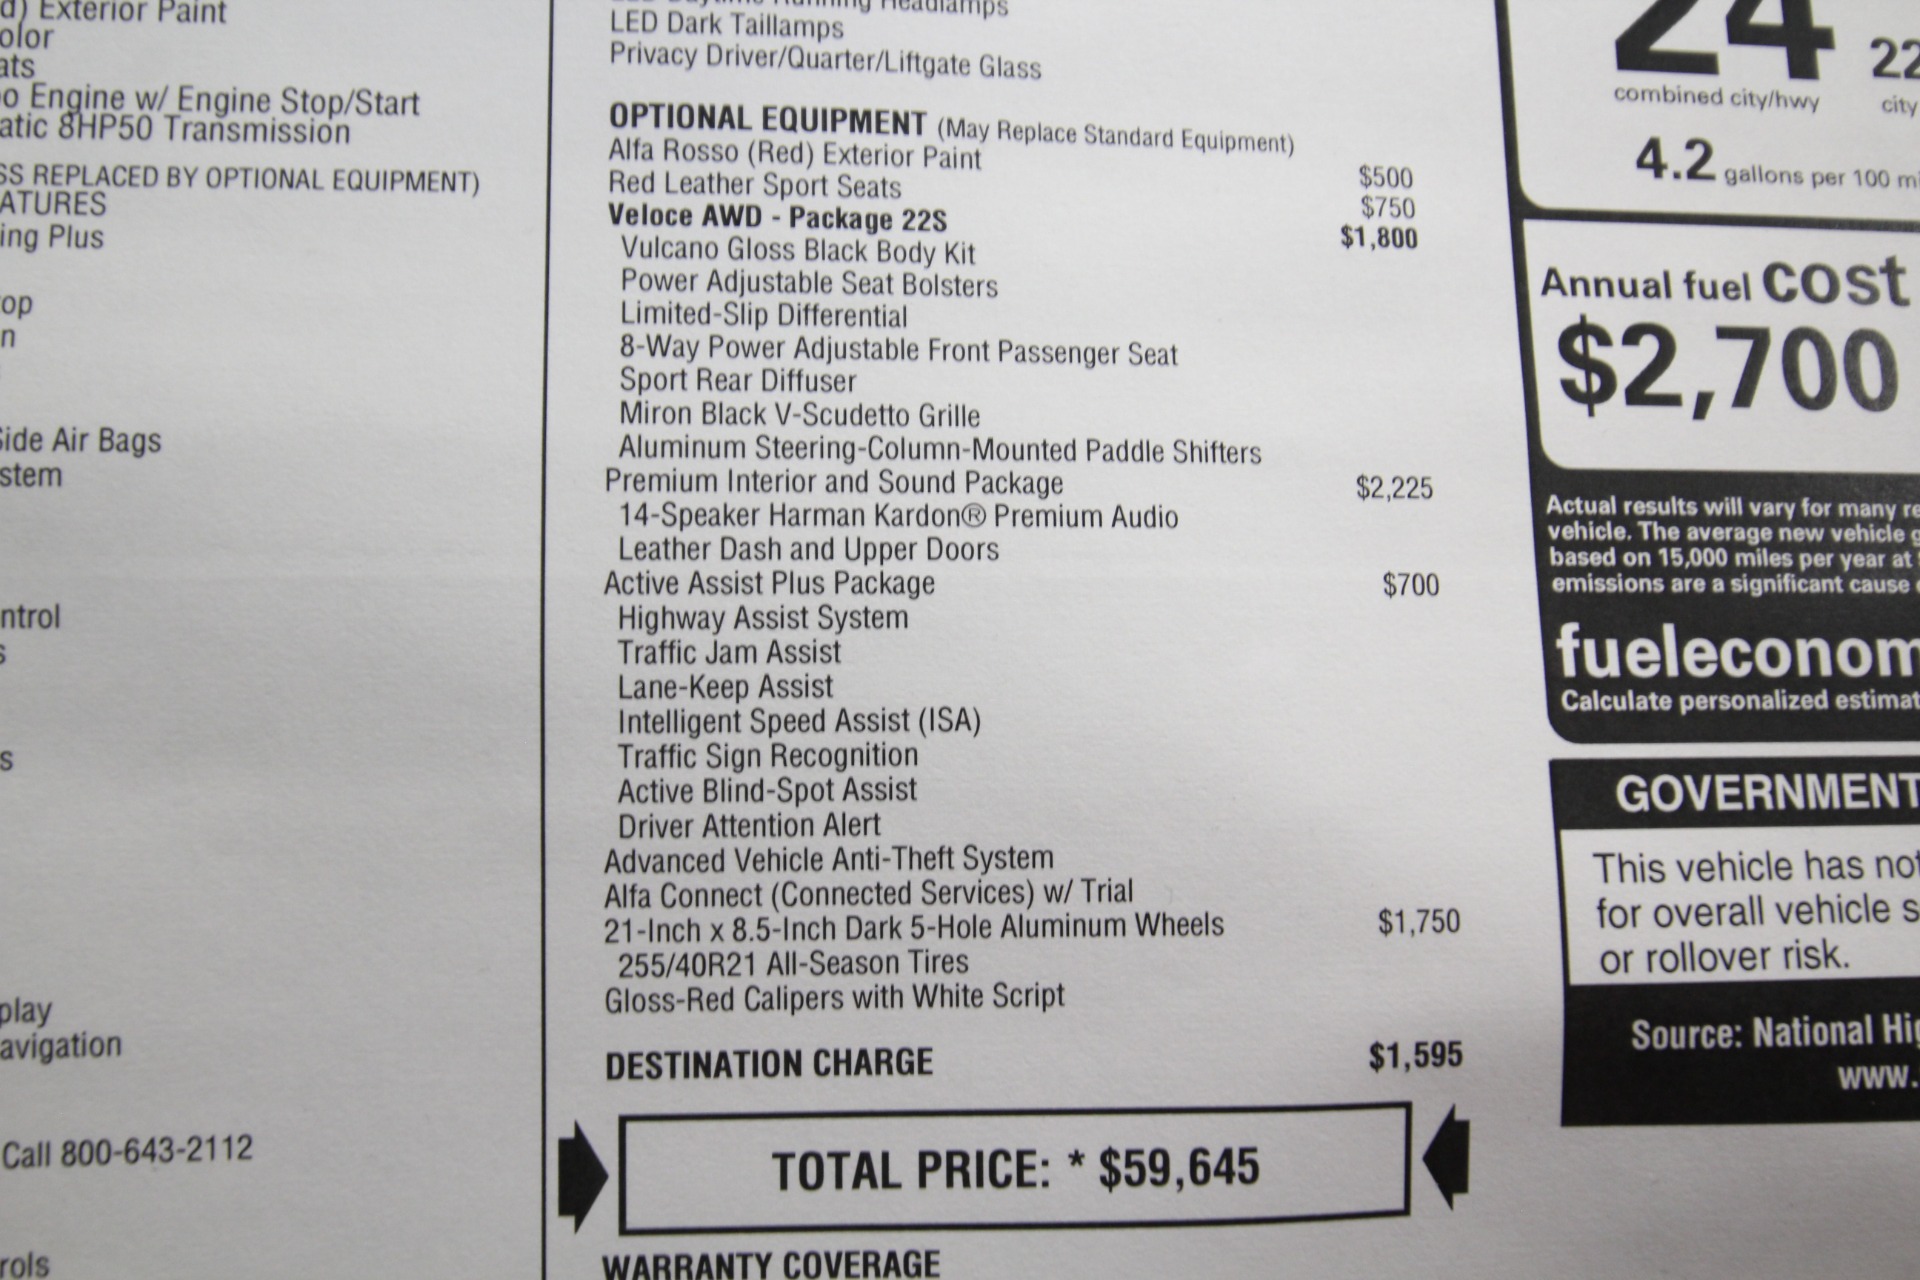 d) Exterior Paint
olor
ats
o Engine w/ Engine Stop/Start
atic 8HP50 Transmission
SS REPLACED BY OPTIONAL EQUIPMENT)
ATURES
ing Plus
op
n
Side Air Bags
stem
ntrol
s
s
play
avigation
Call 800-643-2112
rols
LED Daytime Running Headlamps
LED Dark Taillamps
Privacy Driver/Quarter/Liftgate Glass
OPTIONAL EQUIPMENT (May Replace Standard Equipment)
Alfa Rosso (Red) Exterior Paint $500
Red Leather Sport Seats $750
Veloce AWD - Package 22S $1,800
Vulcano Gloss Black Body Kit
Power Adjustable Seat Bolsters
Limited-Slip Differential
8-Way Power Adjustable Front Passenger Seat
Sport Rear Diffuser
Miron Black V-Scudetto Grille
Aluminum Steering-Column-Mounted Paddle Shifters
Premium Interior and Sound Package $2,225
14-Speaker Harman Kardon® Premium Audio
Leather Dash and Upper Doors
Active Assist Plus Package $700
Highway Assist System
Traffic Jam Assist
Lane-Keep Assist
Intelligent Speed Assist (ISA)
Traffic Sign Recognition
Active Blind-Spot Assist
Driver Attention Alert
Advanced Vehicle Anti-Theft System
Alfa Connect (Connected Services) w/ Trial
21-Inch x 8.5-Inch Dark 5-Hole Aluminum Wheels $1,750
255/40R21 All-Season Tires
Gloss-Red Calipers with White Script
DESTINATION CHARGE $1,595
TOTAL PRICE: * $59,645
WARRANTY COVERAGE
24 22
combined city/hwy city
4.2 gallons per 100 mi
Annual fuel cost
$2,700
Actual results will vary for many re
vehicle. The average new vehicle g
based on 15,000 miles per year at
emissions are a significant cause
fueleconom
Calculate personalized estimat
GOVERNMENT
This vehicle has not
for overall vehicle s
or rollover risk.
Source: National Hig
www.